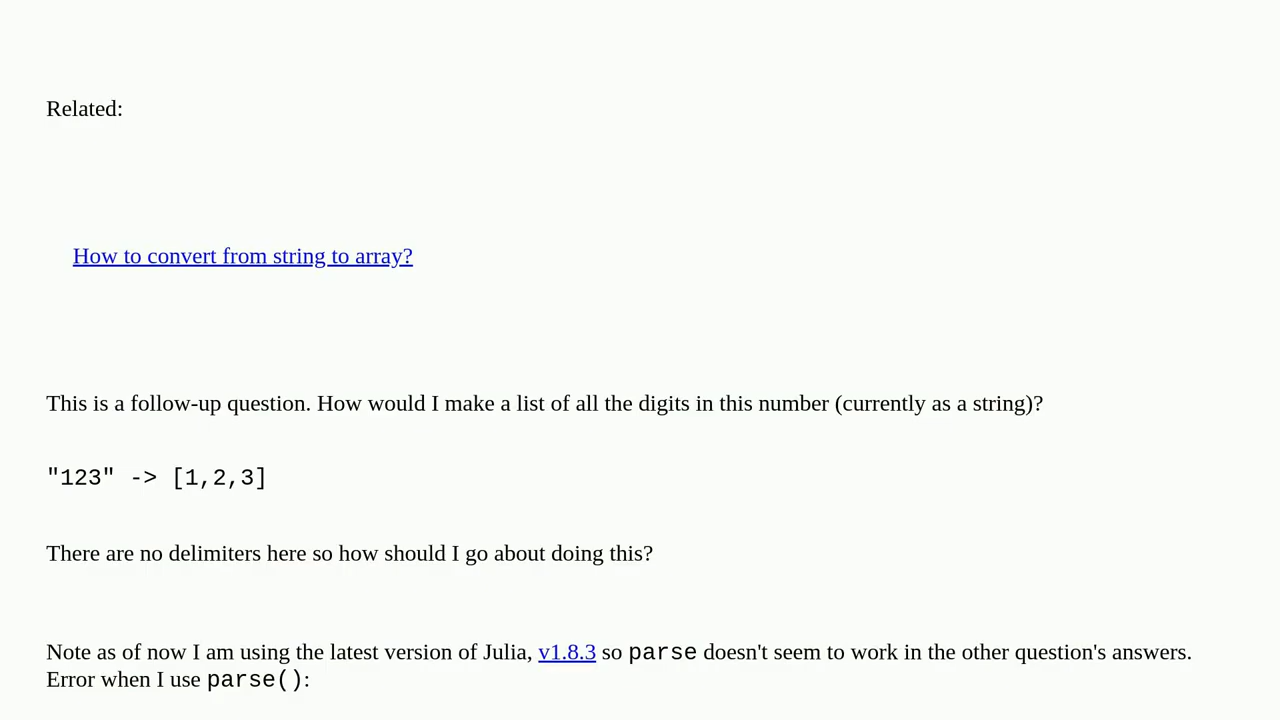 Related:
How to convert from string to array?
This is a follow-up question. How would I make a list of all the digits in this number (currently as a string)?
"123" -> [1,2,3]
There are no delimiters here so how should I go about doing this?
Note as of now I am using the latest version of Julia, v1.8.3 so parse doesn't seem to work in the other question's answers.
Error when I use parse():